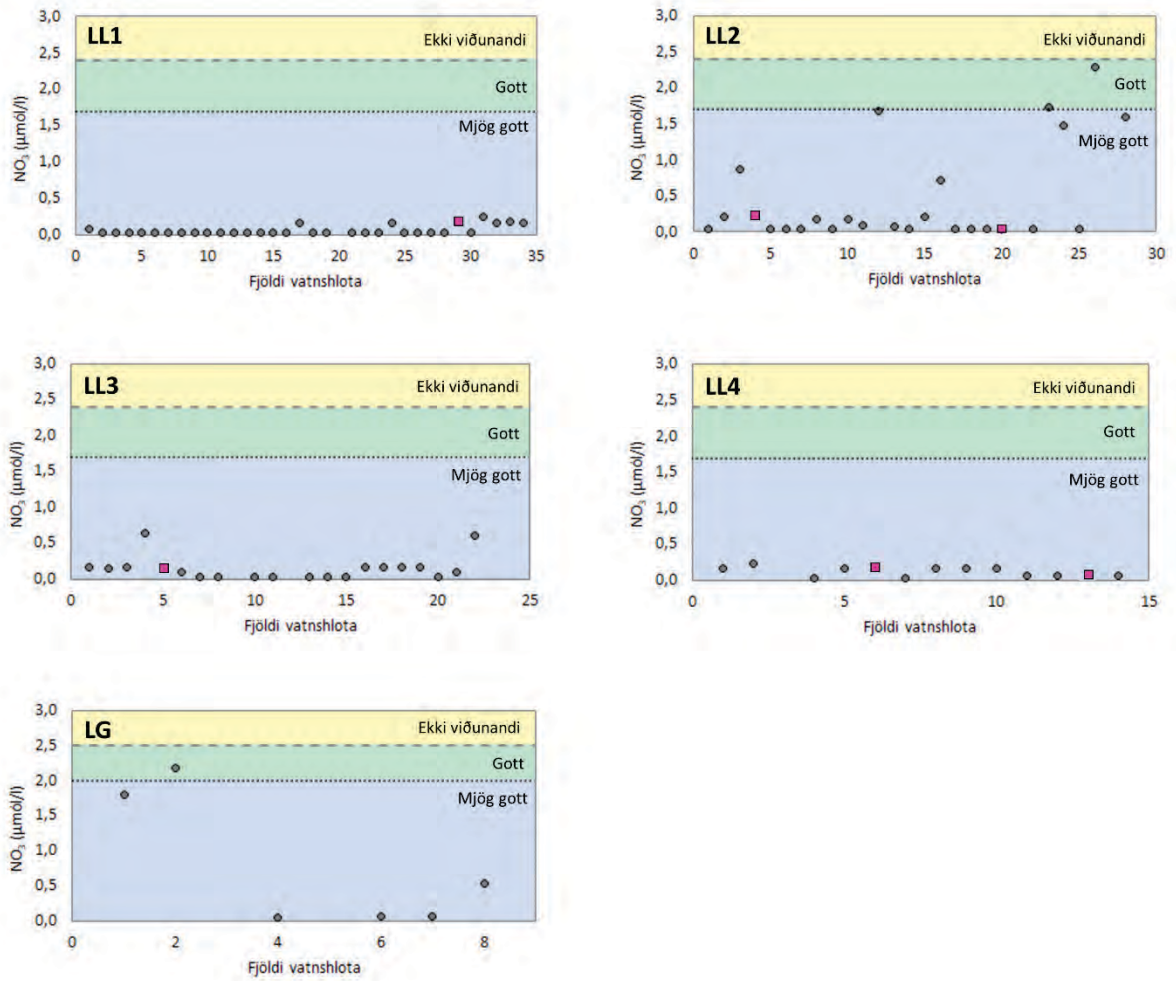 LL1
Ekki viðunandi
Gott
Mjög gott
3,0
2,5
2,0
1,5
1,0
0,5
0,0
NO₃ (µmól/l)
0 5 10 15 20 25 30 35
Fjöldi vatnshlota
LL2
Ekki viðunandi
Gott
Mjög gott
3,0
2,5
2,0
1,5
1,0
0,5
0,0
NO₃ (µmól/l)
0 5 10 15 20 25 30
Fjöldi vatnshlota
LL3
Ekki viðunandi
Gott
Mjög gott
3,0
2,5
2,0
1,5
1,0
0,5
0,0
NO₃ (µmól/l)
0 5 10 15 20 25
Fjöldi vatnshlota
LL4
Ekki viðunandi
Gott
Mjög gott
3,0
2,5
2,0
1,5
1,0
0,5
0,0
NO₃ (µmól/l)
0 5 10 15
Fjöldi vatnshlota
LG
Ekki viðunandi
Gott
Mjög gott
3,0
2,5
2,0
1,5
1,0
0,5
0,0
NO₃ (µmól/l)
0 2 4 6 8
Fjöldi vatnshlota